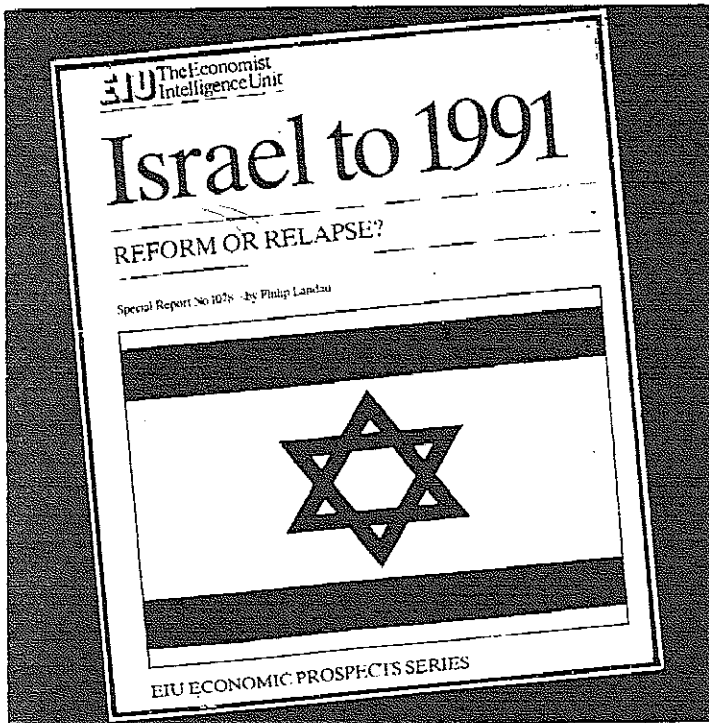 EIU The Economist
Intelligence Unit
Israel to 1991
REFORM OR RELAPSE?
Special Report No 1078 by Philip Landau
EIU ECONOMIC PROSPECTS SERIES